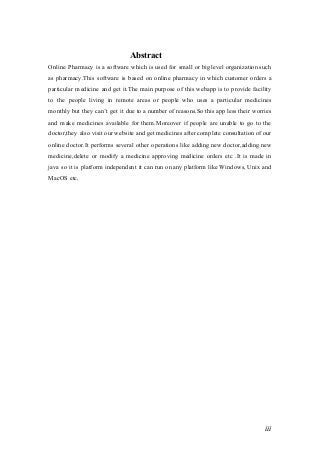 Abstract
Online Pharmacy is a software which is used for small or big level organization such
as pharmacy.This software is based on online pharmacy in which customer orders a
particular medicine and get it.The main purpose of this webapp is to provide facility
to the people living in remote areas or people who uses a particular medicines
monthly but they can't get it due to a number of reasons.So this app less their worries
and make medicines available for them.Moreover if people are unable to go to the
doctor,they also visit our website and get medicines after complete consultation of our
online doctor.It performs several other operations like adding new doctor,adding new
medicine,delete or modify a medicine approving medicine orders etc .It is made in
java so it is platform independent it can run on any platform like Windows, Unix and
MacOS etc.
iii